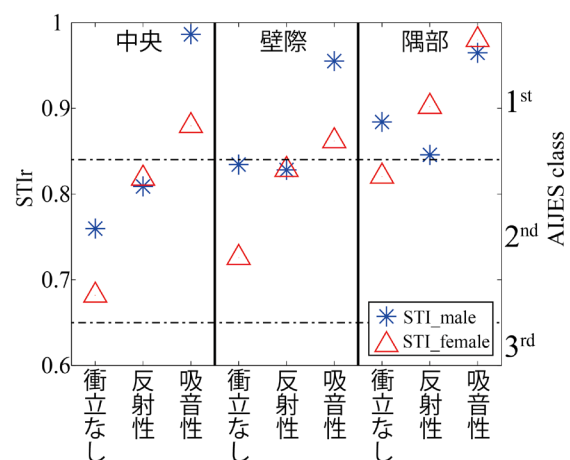 中央 壁際 隅部
1
0.9
0.8
0.7
0.6
STIr
1st
2nd
3rd
AIJES class
STI_male
STI_female
衝立なし
反射性
吸音性
衝立なし
反射性
吸音性
衝立なし
反射性
吸音性